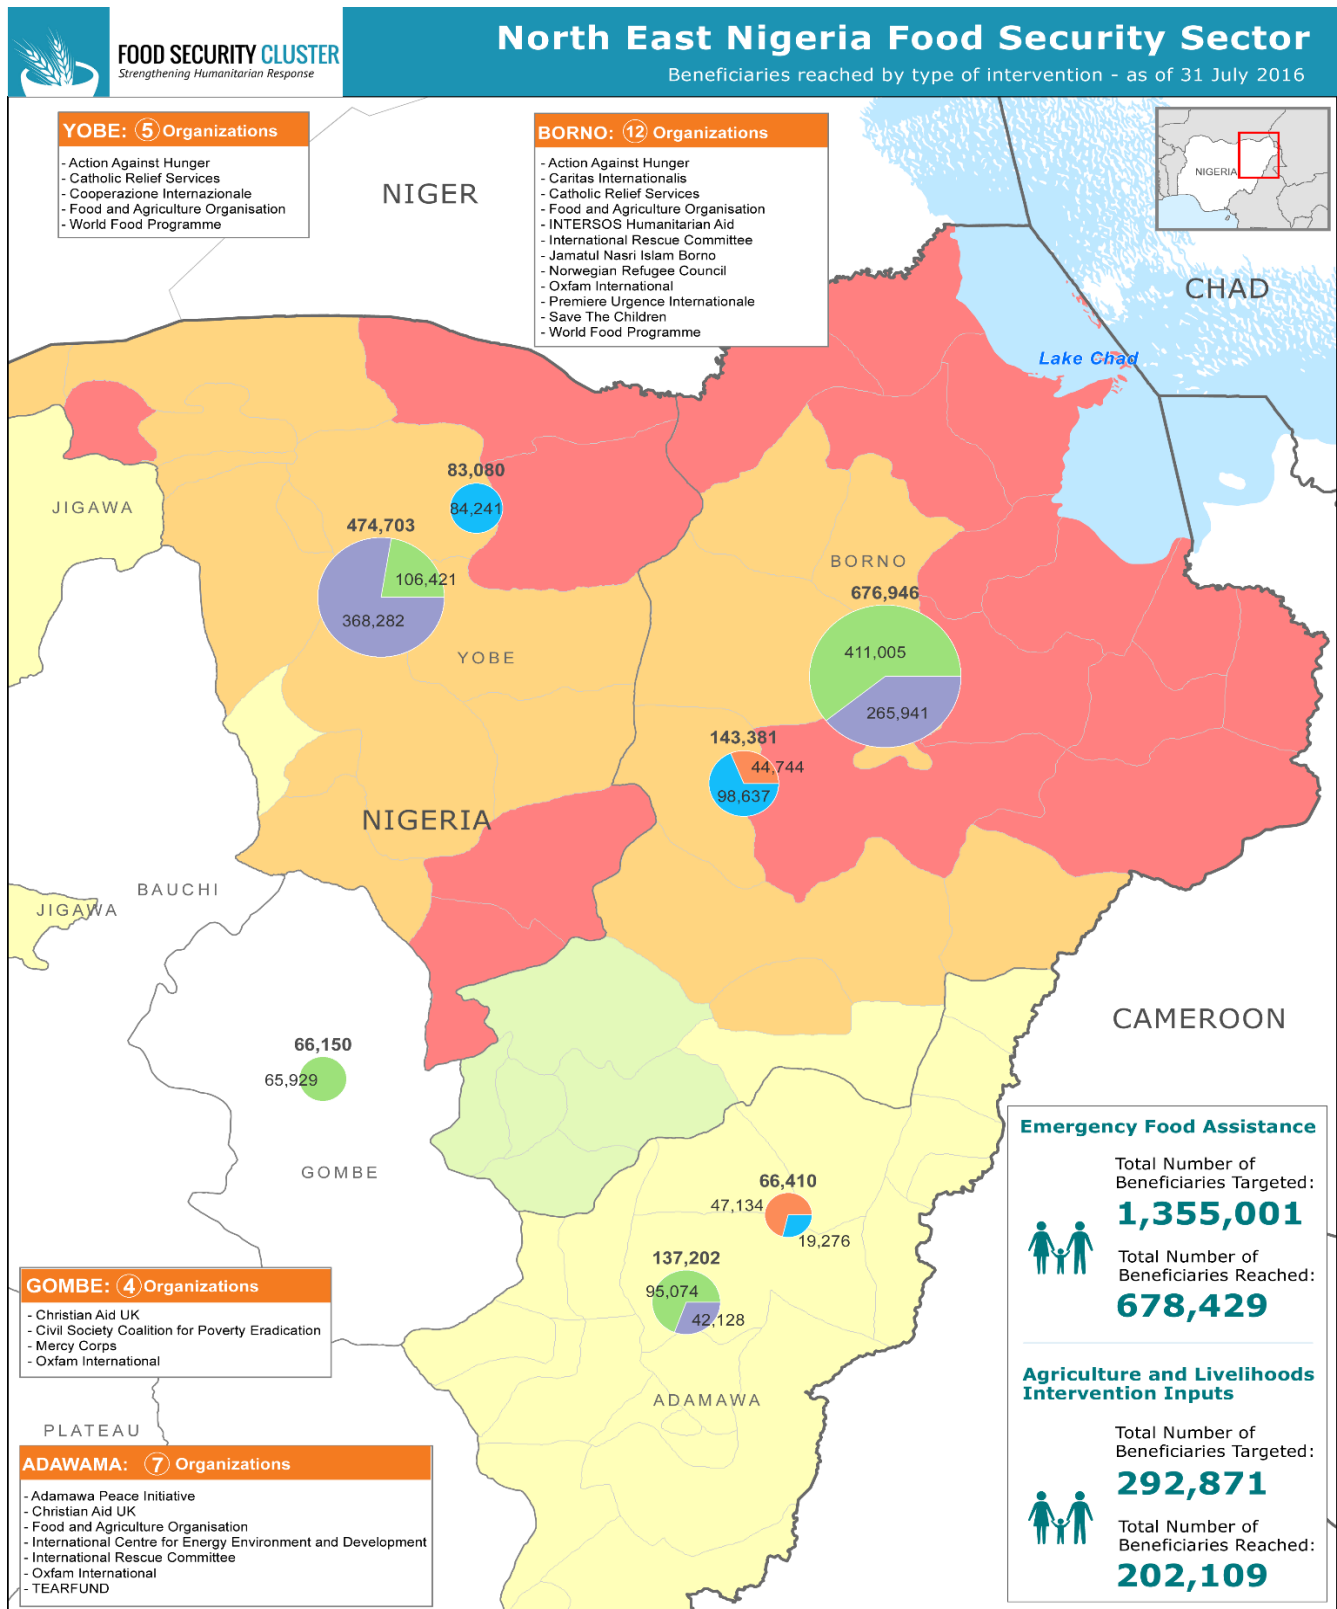 FOOD SECURITY CLUSTER
Strengthening Humanitarian Response
North East Nigeria Food Security Sector
Beneficiaries reached by type of intervention - as of 31 July 2016
YOBE: 5 Organizations
- Action Against Hunger
- Catholic Relief Services
- Cooperazione Internazionale
- Food and Agriculture Organisation
- World Food Programme
BORNO: 12 Organizations
- Action Against Hunger
- Caritas Internationalis
- Catholic Relief Services
- Food and Agriculture Organisation
- INTERSOS Humanitarian Aid
- International Rescue Committee
- Jamatul Nasri Islam Borno
- Norwegian Refugee Council
- Oxfam International
- Premiere Urgence Internationale
- Save The Children
- World Food Programme
NIGERIA
NIGER
CHAD
Lake Chad
83,080
84,241
JIGAWA
474,703
106,421
368,282
YOBE
BORNO
676,946
411,005
265,941
143,381
44,744
98,637
NIGERIA
BAUCHI
JIGAWA
CAMEROON
66,150
65,929
GOMBE
66,410
47,134
19,276
137,202
95,074
42,128
ADAMAWA
PLATEAU
GOMBE: 4 Organizations
- Christian Aid UK
- Civil Society Coalition for Poverty Eradication
- Mercy Corps
- Oxfam International
ADAWAMA: 7 Organizations
- Adamawa Peace Initiative
- Christian Aid UK
- Food and Agriculture Organisation
- International Centre for Energy Environment and Development
- International Rescue Committee
- Oxfam International
- TEARFUND
Emergency Food Assistance
Total Number of
Beneficiaries Targeted:
1,355,001
Total Number of
Beneficiaries Reached:
678,429
Agriculture and Livelihoods
Intervention Inputs
Total Number of
Beneficiaries Targeted:
292,871
Total Number of
Beneficiaries Reached:
202,109